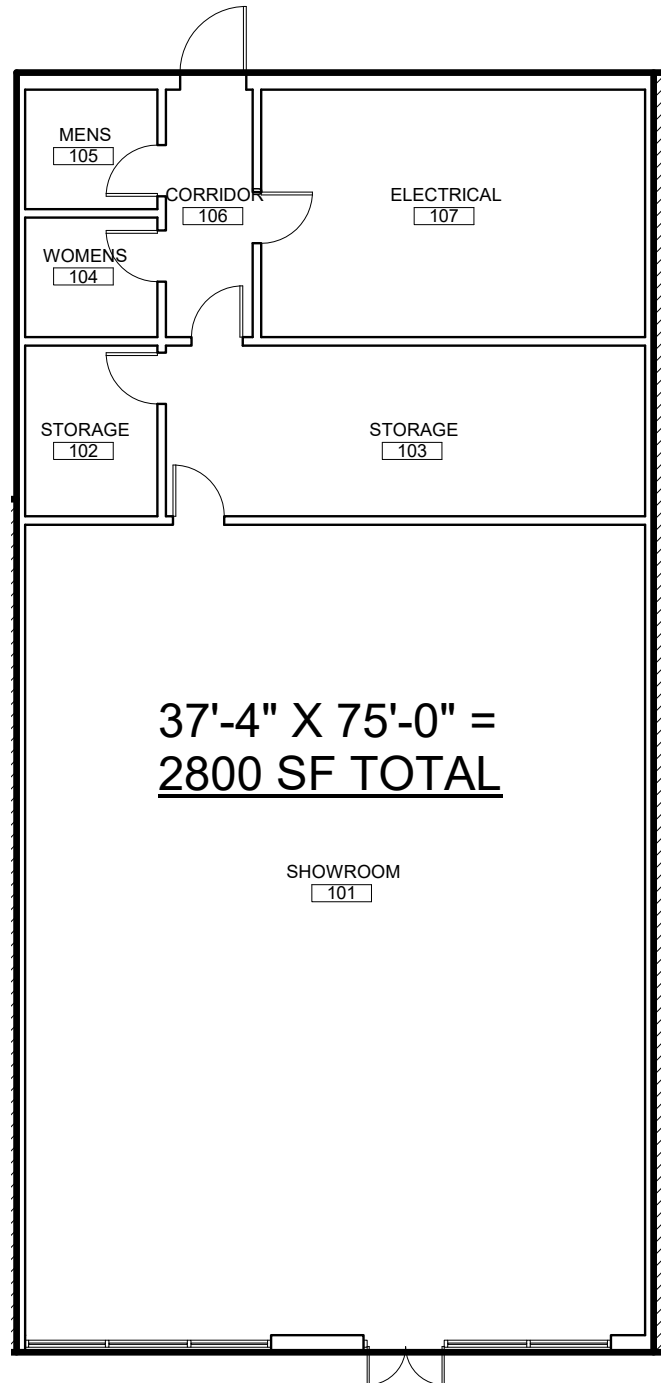 MENS
105
CORRIDOR
106
ELECTRICAL
107
WOMENS
104
STORAGE
102
STORAGE
103
37'-4" X 75'-0" =
2800 SF TOTAL
SHOWROOM
101